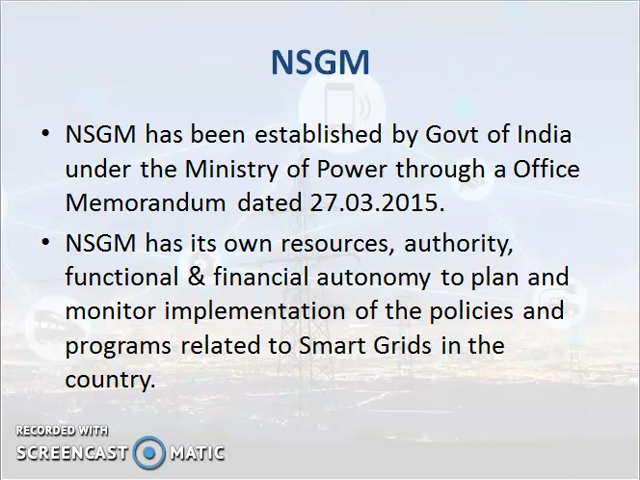 NSGM
• NSGM has been established by Govt of India
under the Ministry of Power through a Office
Memorandum dated 27.03.2015.
• NSGM has its own resources, authority,
functional & financial autonomy to plan and
monitor implementation of the policies and
programs related to Smart Grids in the
country.
RECORDED WITH
SCREENCAST MATIC